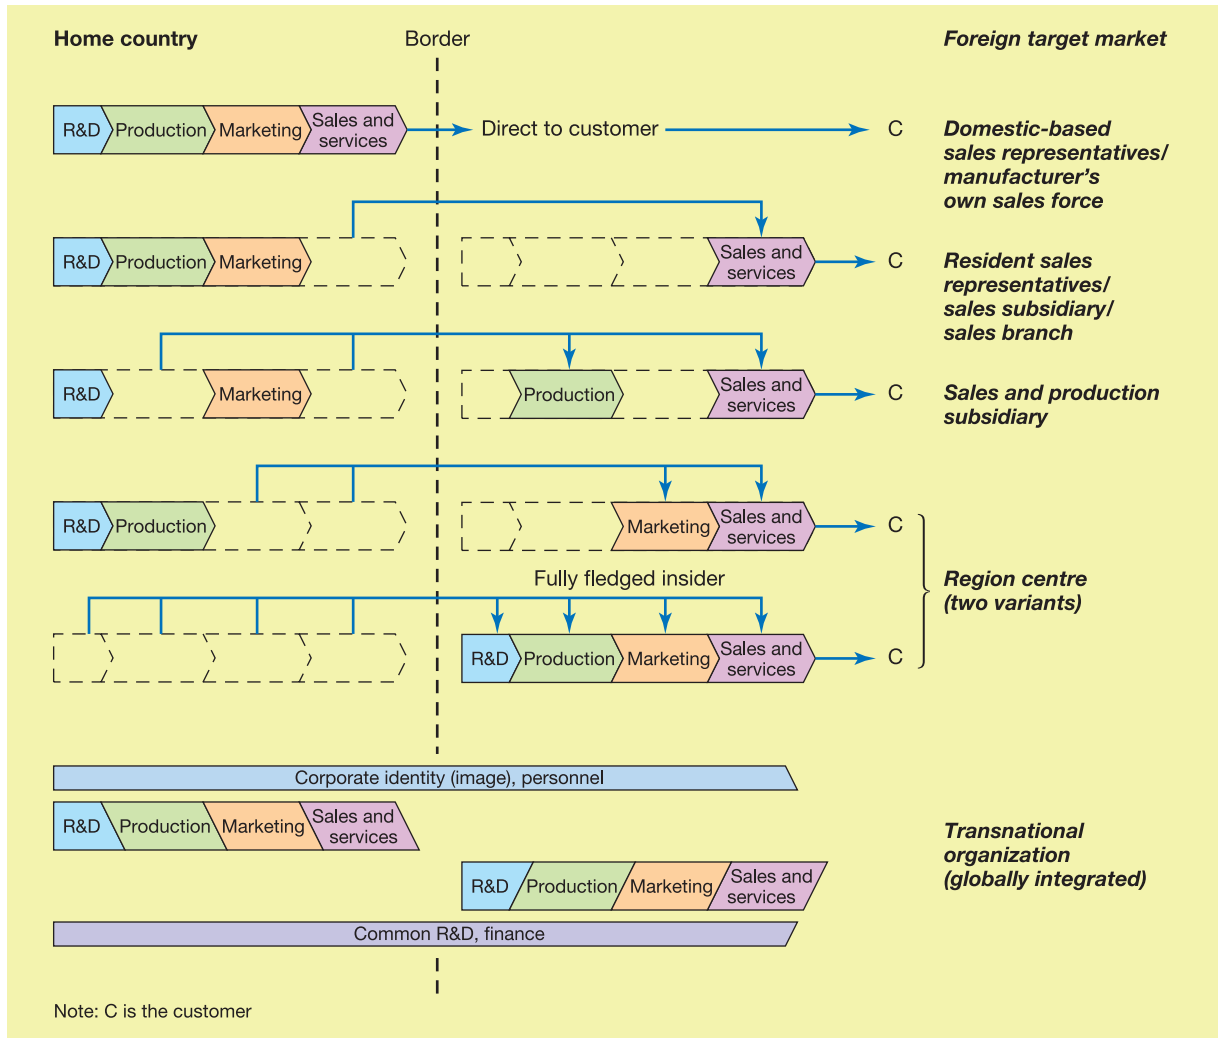 Home country
Border
Foreign target market
R&D
Production
Marketing
Sales and
services
Direct to customer
C
Domestic-based
sales representatives/
manufacturer's
own sales force
R&D
Production
Marketing
Sales and
services
C
Resident sales
representatives/
sales subsidiary/
sales branch
R&D
Marketing
Production
Sales and
services
C
Sales and production
subsidiary
R&D
Production
Marketing
Sales and
services
C
Fully fledged insider
R&D
Production
Marketing
Sales and
services
C
Region centre
(two variants)
Corporate identity (image), personnel
R&D
Production
Marketing
Sales and
services
R&D
Production
Marketing
Sales and
services
Transnational
organization
(globally integrated)
Common R&D, finance
Note: C is the customer